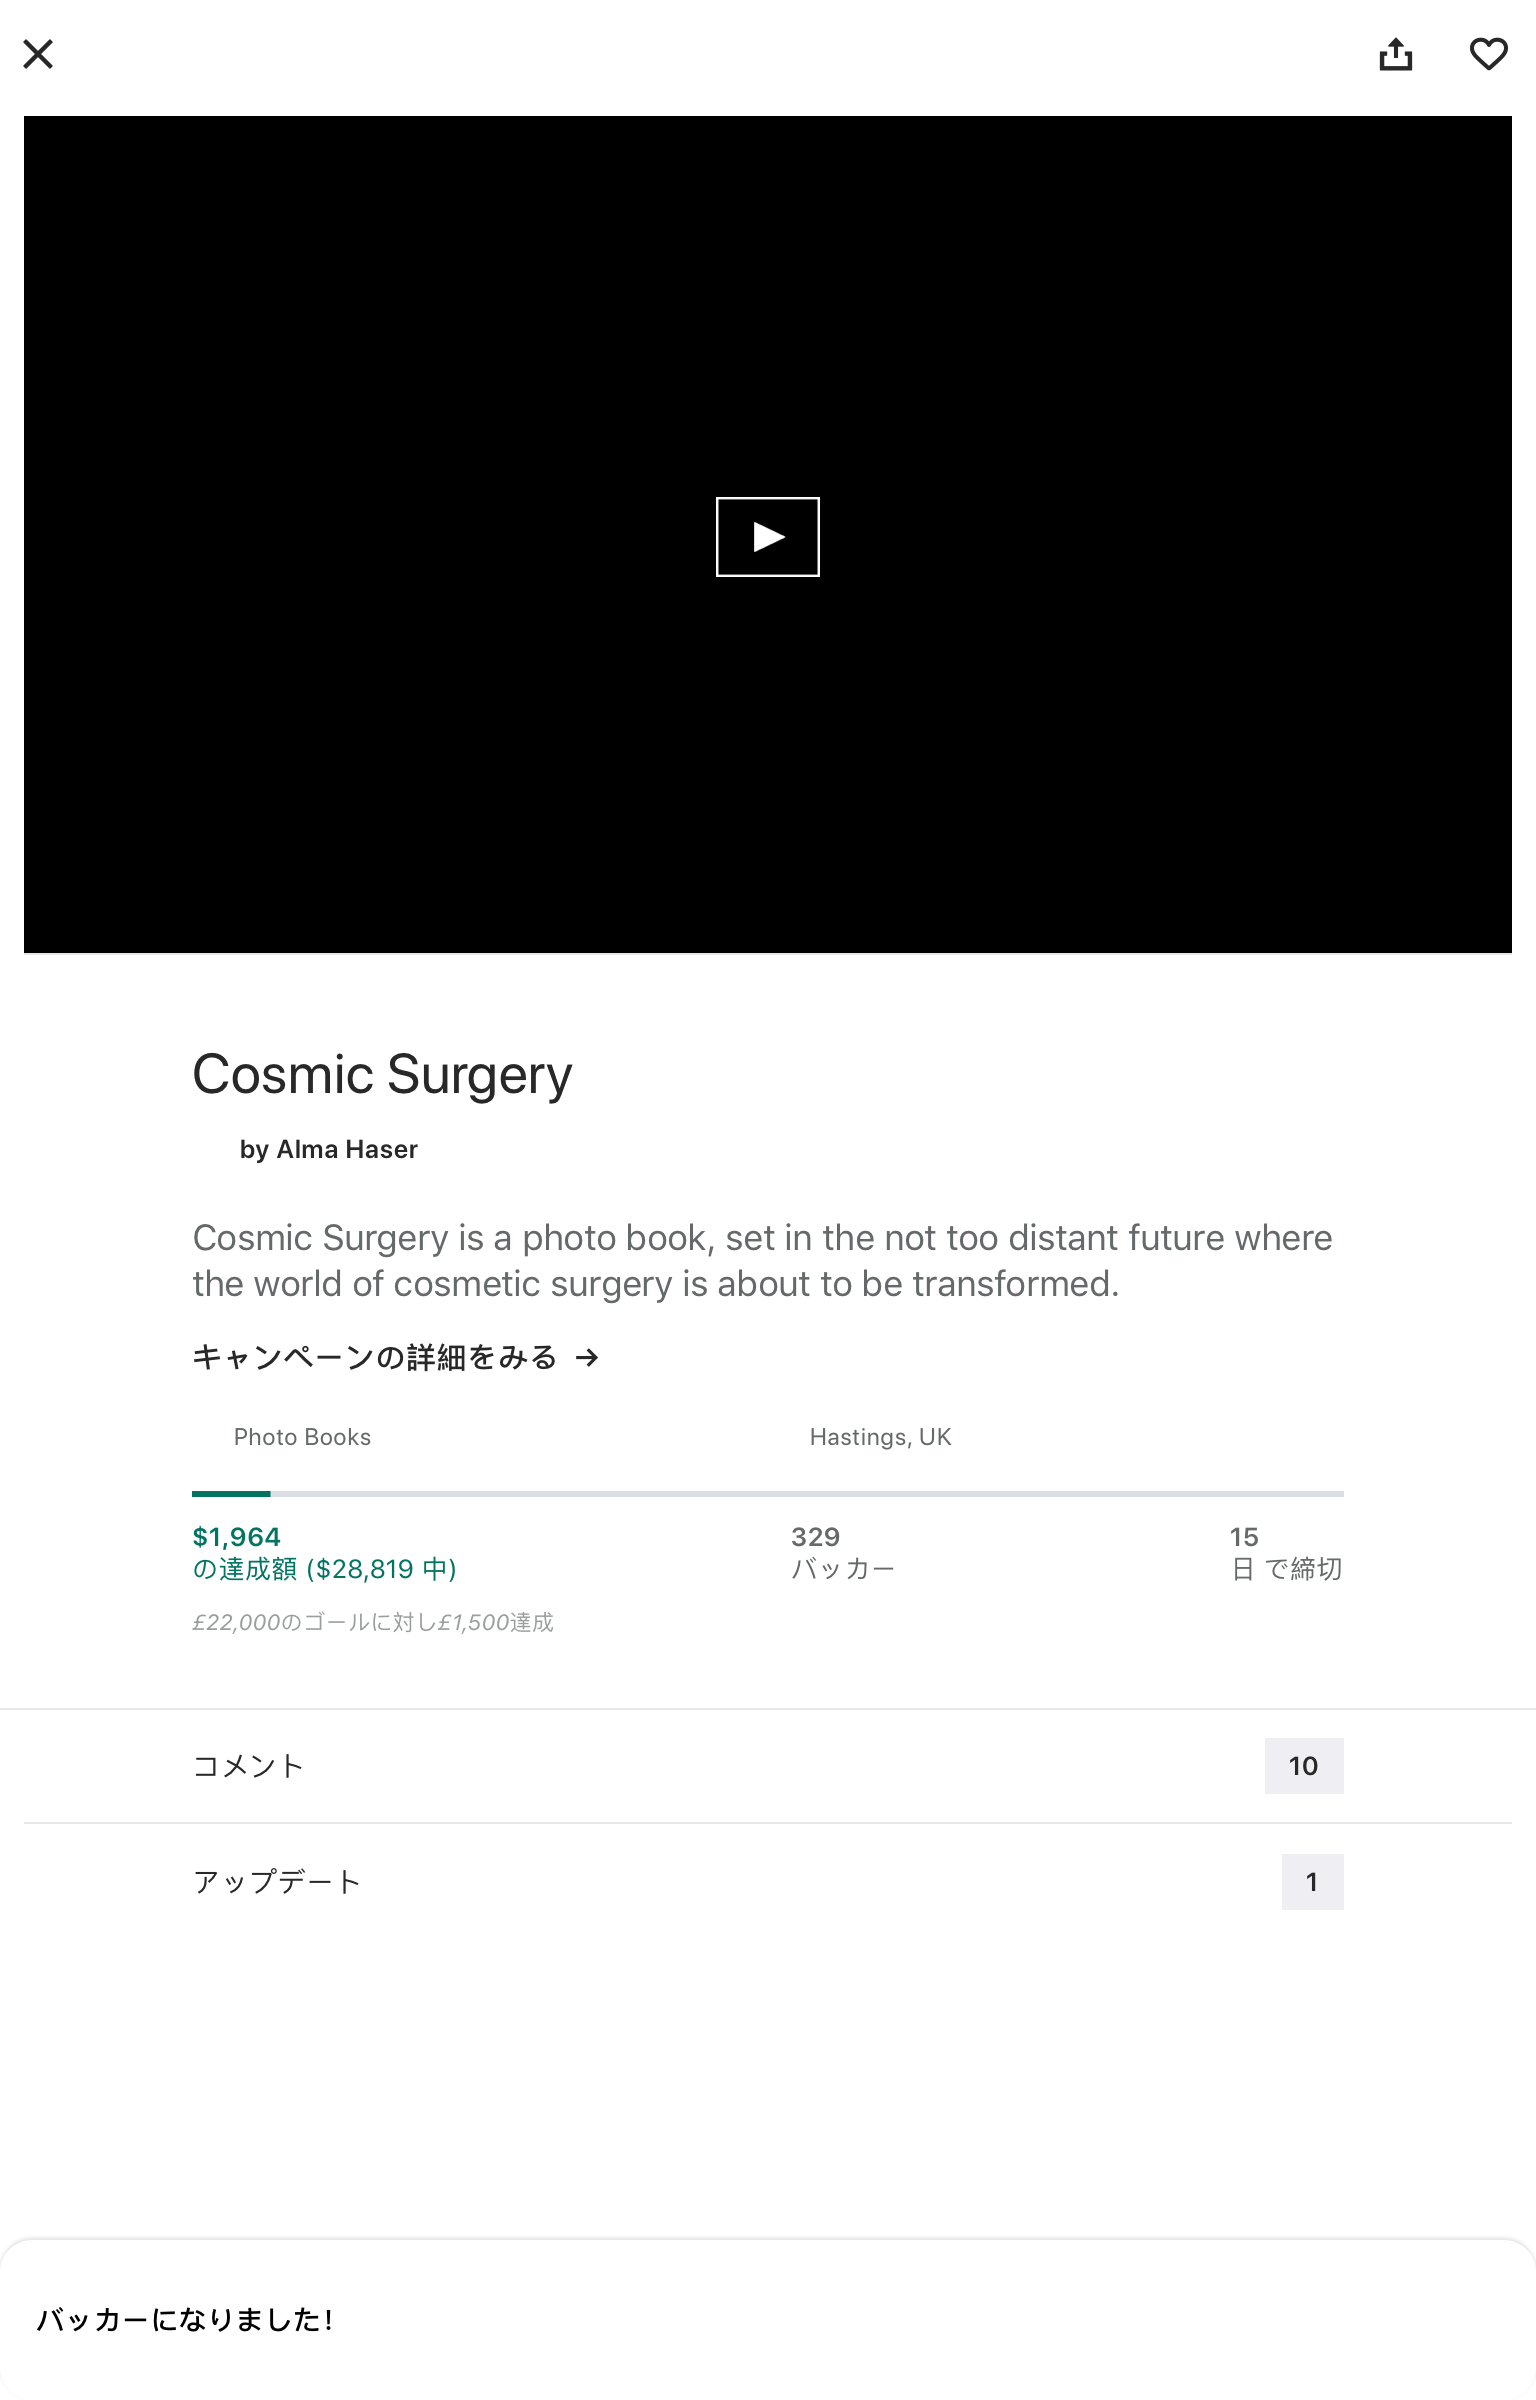 Cosmic Surgery
by Alma Haser
Cosmic Surgery is a photo book, set in the not too distant future where
the world of cosmetic surgery is about to be transformed.
キャンペーンの詳細をみる →
Photo Books
Hastings, UK
$1,964
の達成額 ($28,819 中)
329
バッカー
15
日 で締切
£22,000のゴールに対し£1,500達成
コメント
10
アップデート
1
バッカーになりました!